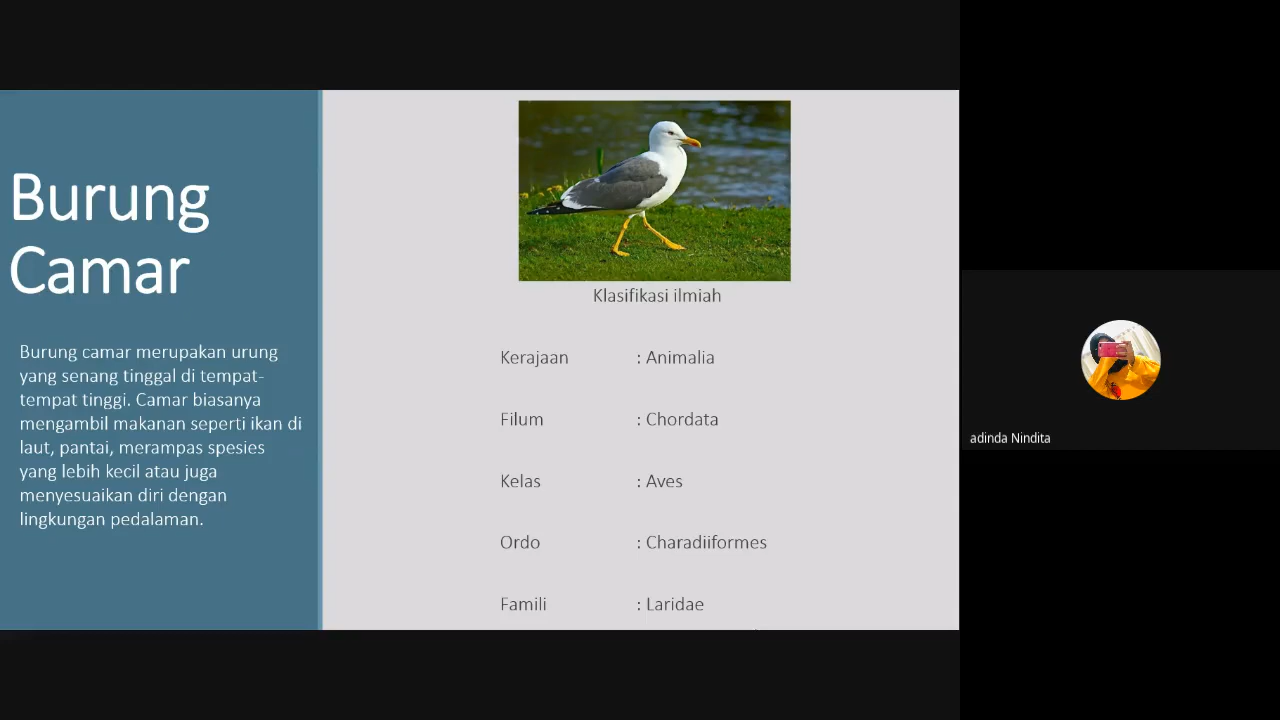 Burung
Camar
Burung camar merupakan urung
yang senang tinggal di tempat-
tempat tinggi. Camar biasanya
mengambil makanan seperti ikan di
laut, pantai, merampas spesies
yang lebih kecil atau juga
menyesuaikan diri dengan
lingkungan pedalaman.
Klasifikasi ilmiah
Kerajaan : Animalia
Filum : Chordata
Kelas : Aves
Ordo : Charadiiformes
Famili : Laridae
adinda Nindita